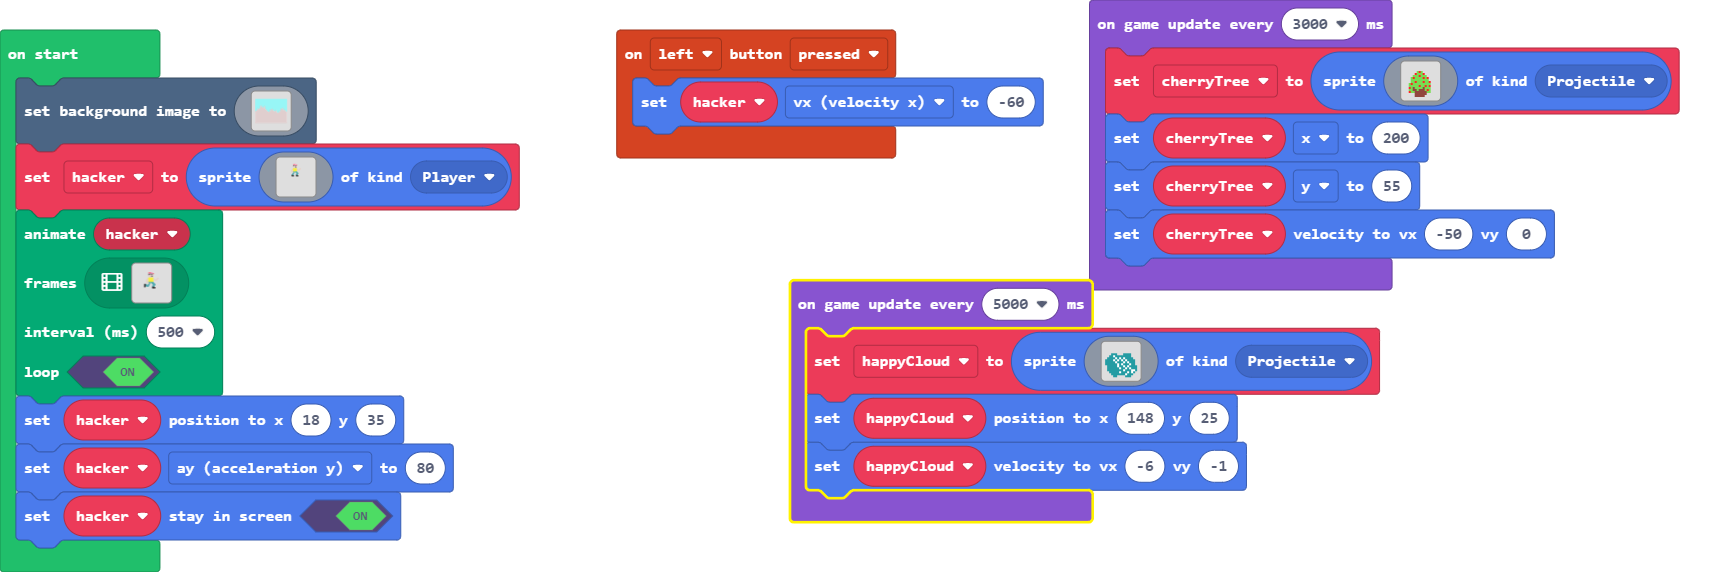 on start
set background image to
set hacker to sprite of kind Player
animate hacker
frames
interval (ms) 500
loop ON
set hacker position to x 18 y 35
set hacker ay (acceleration y) to 80
set hacker stay in screen ON
on left button pressed
set hacker vx (velocity x) to -60
on game update every 3000 ms
set cherryTree to sprite of kind Projectile
set cherryTree x to 200
set cherryTree y to 55
set cherryTree velocity to vx -50 vy 0
on game update every 5000 ms
set happyCloud to sprite of kind Projectile
set happyCloud position to x 148 y 25
set happyCloud velocity to vx -6 vy -1